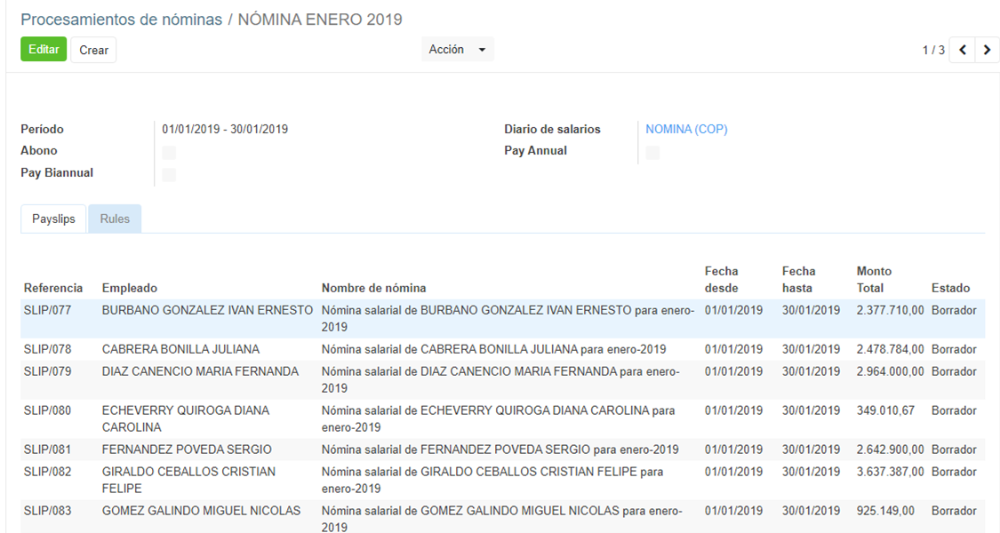 Procesamientos de nóminas / NÓMINA ENERO 2019
Editar Crear Acción 1 / 3
Período 01/01/2019 - 30/01/2019 Diario de salarios NOMINA (COP)
Abono Pay Annual
Pay Biannual
Payslips Rules
Fecha Fecha Monto
Referencia Empleado Nombre de nómina desde hasta Total Estado
SLIP/077 BURBANO GONZALEZ IVAN ERNESTO Nómina salarial de BURBANO GONZALEZ IVAN ERNESTO para enero- 01/01/2019 30/01/2019 2.377.710,00 Borrador
2019
SLIP/078 CABRERA BONILLA JULIANA Nómina salarial de CABRERA BONILLA JULIANA para enero-2019 01/01/2019 30/01/2019 2.478.784,00 Borrador
SLIP/079 DIAZ CANENCIO MARIA FERNANDA Nómina salarial de DIAZ CANENCIO MARIA FERNANDA para enero- 01/01/2019 30/01/2019 2.964.000,00 Borrador
2019
SLIP/080 ECHEVERRY QUIROGA DIANA Nómina salarial de ECHEVERRY QUIROGA DIANA CAROLINA para 01/01/2019 30/01/2019 349.010,67 Borrador
CAROLINA enero-2019
SLIP/081 FERNANDEZ POVEDA SERGIO Nómina salarial de FERNANDEZ POVEDA SERGIO para enero-2019 01/01/2019 30/01/2019 2.642.900,00 Borrador
SLIP/082 GIRALDO CEBALLOS CRISTIAN Nómina salarial de GIRALDO CEBALLOS CRISTIAN FELIPE para 01/01/2019 30/01/2019 3.637.387,00 Borrador
FELIPE enero-2019
SLIP/083 GOMEZ GALINDO MIGUEL NICOLAS Nómina salarial de GOMEZ GALINDO MIGUEL NICOLAS para enero- 01/01/2019 30/01/2019 925.149,00 Borrador
2019